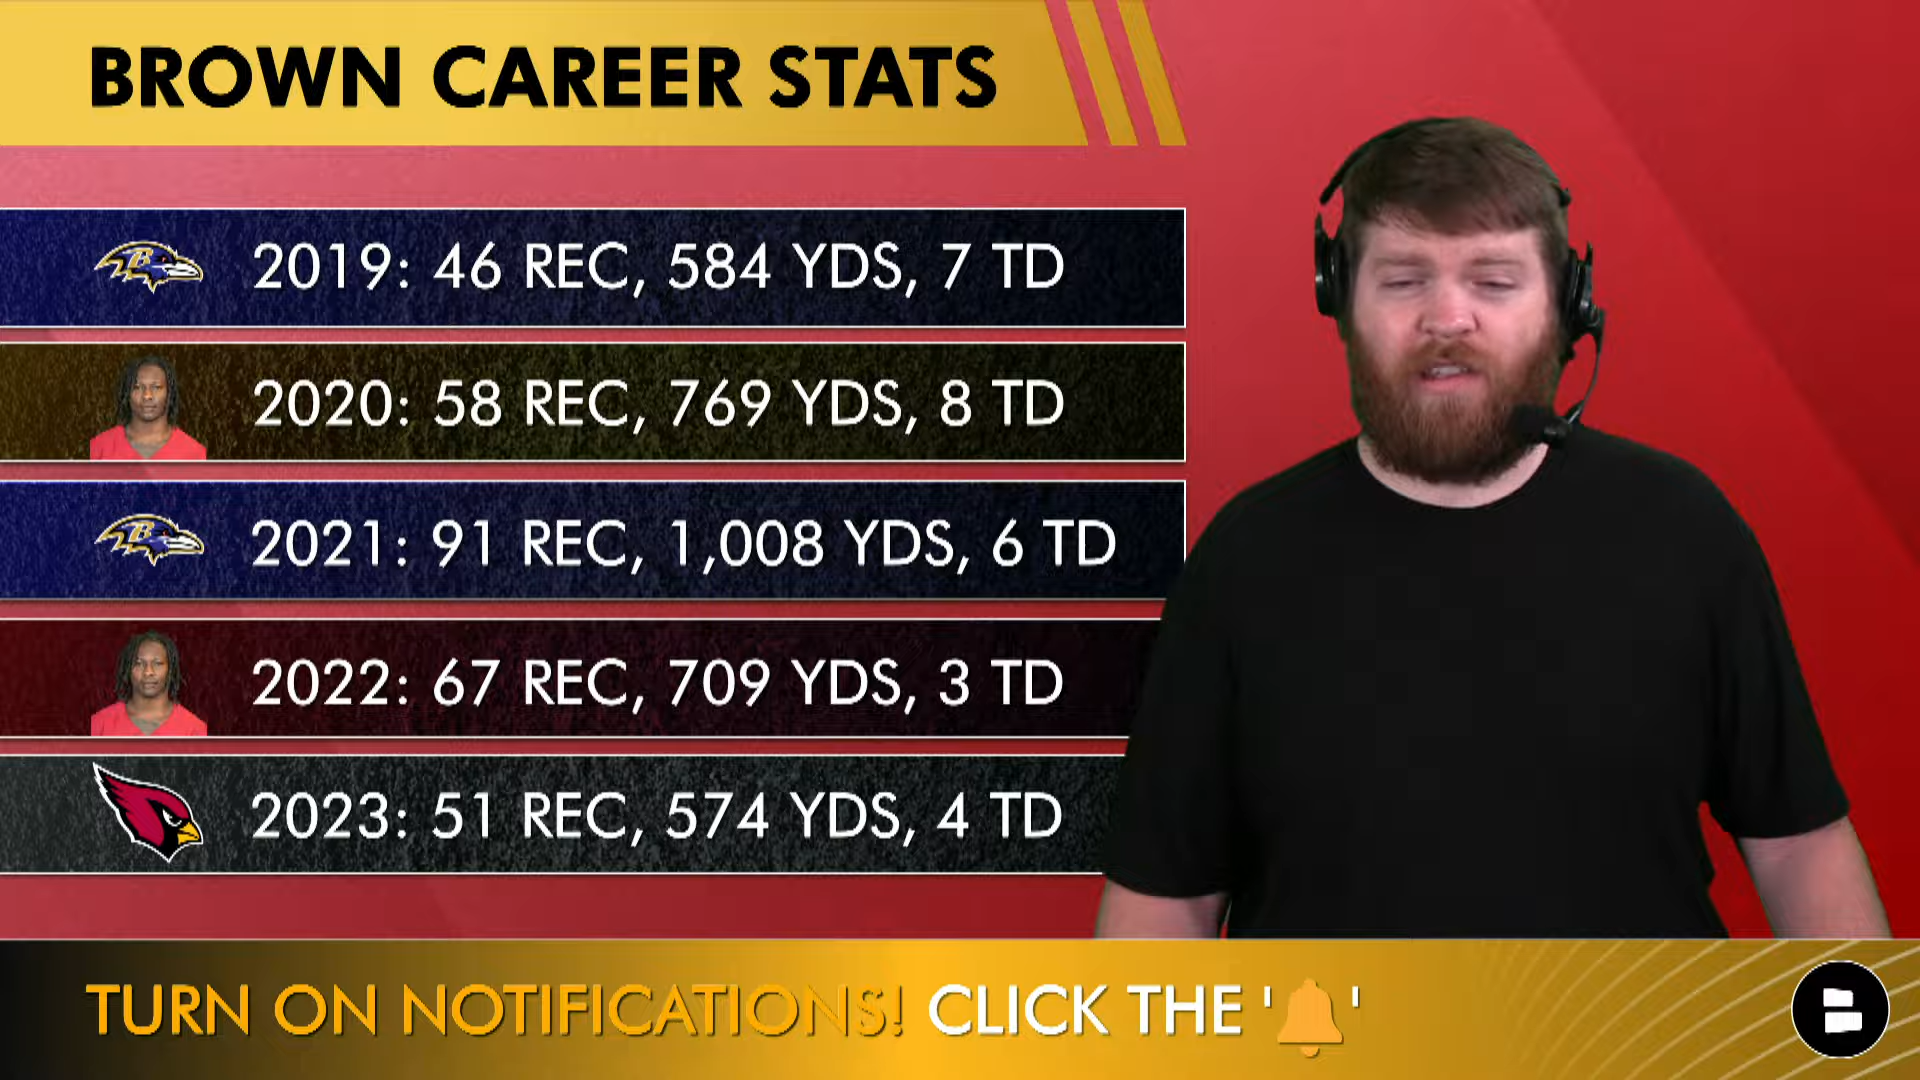 BROWN CAREER STATS
2019: 46 REC, 584 YDS, 7 TD
2020: 58 REC, 769 YDS, 8 TD
2021: 91 REC, 1,008 YDS, 6 TD
2022: 67 REC, 709 YDS, 3 TD
2023: 51 REC, 574 YDS, 4 TD
TURN ON NOTIFICATIONS! CLICK THE ' '